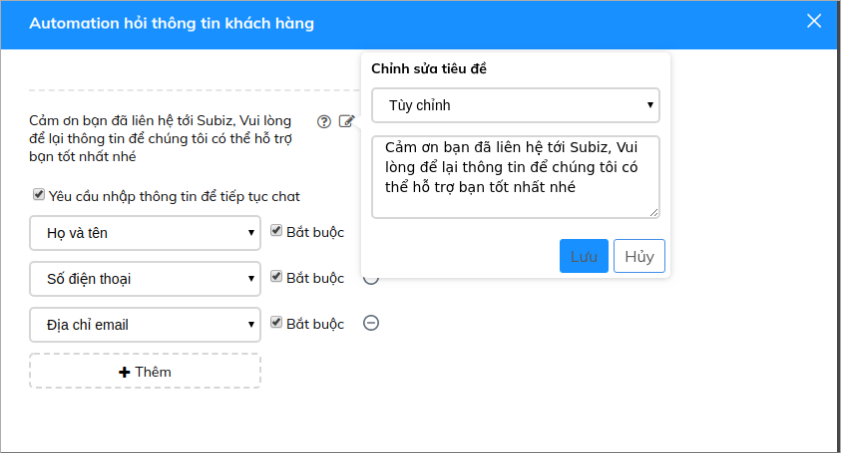 Automation hỏi thông tin khách hàng
Chỉnh sửa tiêu đề
Tùy chỉnh
Cảm ơn bạn đã liên hệ tới Subiz, Vui
lòng để lại thông tin để chúng tôi có
thể hỗ trợ bạn tốt nhất nhé
Lưu
Hủy
Cảm ơn bạn đã liên hệ tới Subiz, Vui lòng
để lại thông tin để chúng tôi có thể hỗ trợ
bạn tốt nhất nhé
Yêu cầu nhập thông tin để tiếp tục chat
Họ và tên
Bắt buộc
Số điện thoại
Bắt buộc
Địa chỉ email
Bắt buộc
Thêm